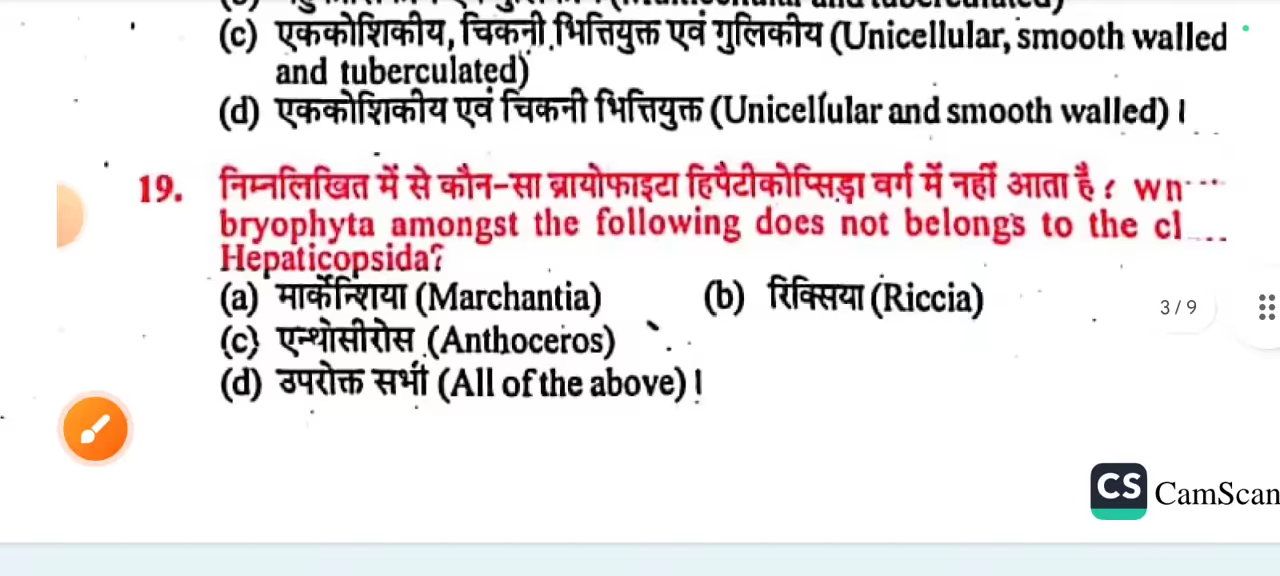 (c) एककोशिकीय, चिकनी भित्तियुक्त एवं गुलिकीय (Unicellular, smooth walled
and tuberculated)
(d) एककोशिकीय एवं चिकनी भित्तियुक्त (Unicellular and smooth walled) ।
19. निम्नलिखित में से कौन-सा ब्रायोफाइटा हिपैटीकोप्सिड़ा वर्ग में नहीं आता है ?
bryophyta amongst the following does not belongs to the
Hepaticopsida?
(a) मार्केन्शिया (Marchantia) (b) रिक्सिया (Riccia)
3/9
(c) एन्थोसीरोस (Anthoceros)
(d) उपरोक्त सभी (All of the above) ।
CS CamScan